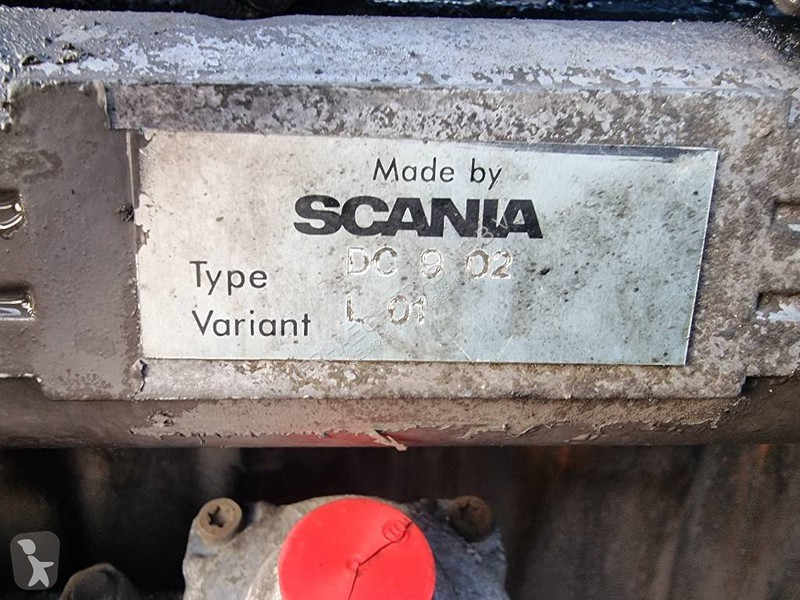 Made by
SCANIA
Type DC 9 02
Variant L 01